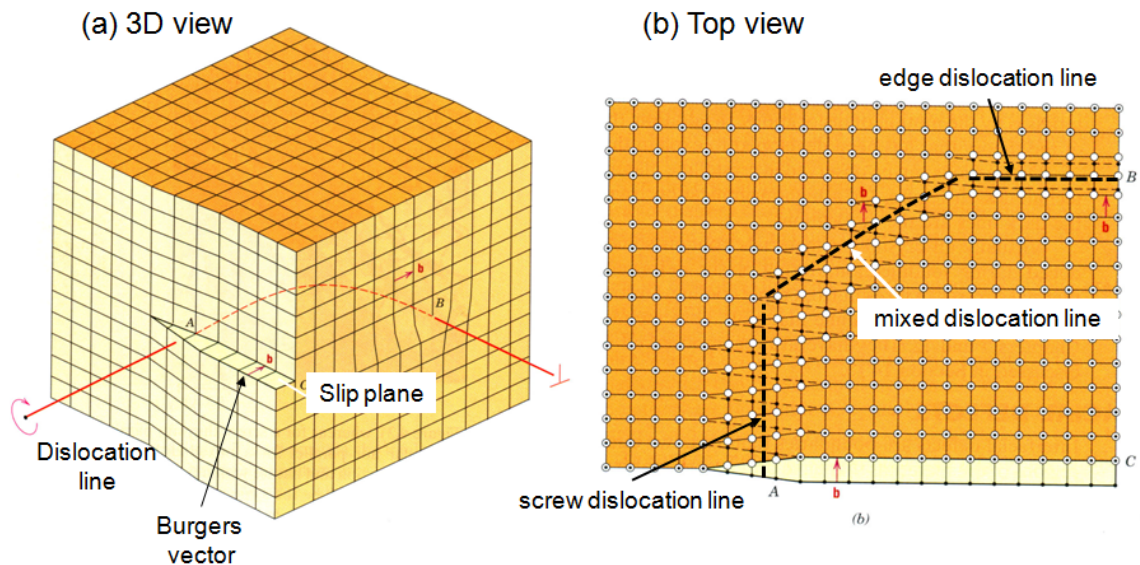 (a) 3D view
b
A
B
b
C
Slip plane
Dislocation
line
Burgers
vector
(b) Top view
edge dislocation line
B
b
b
mixed dislocation line
C
screw dislocation line
A
b
(b)